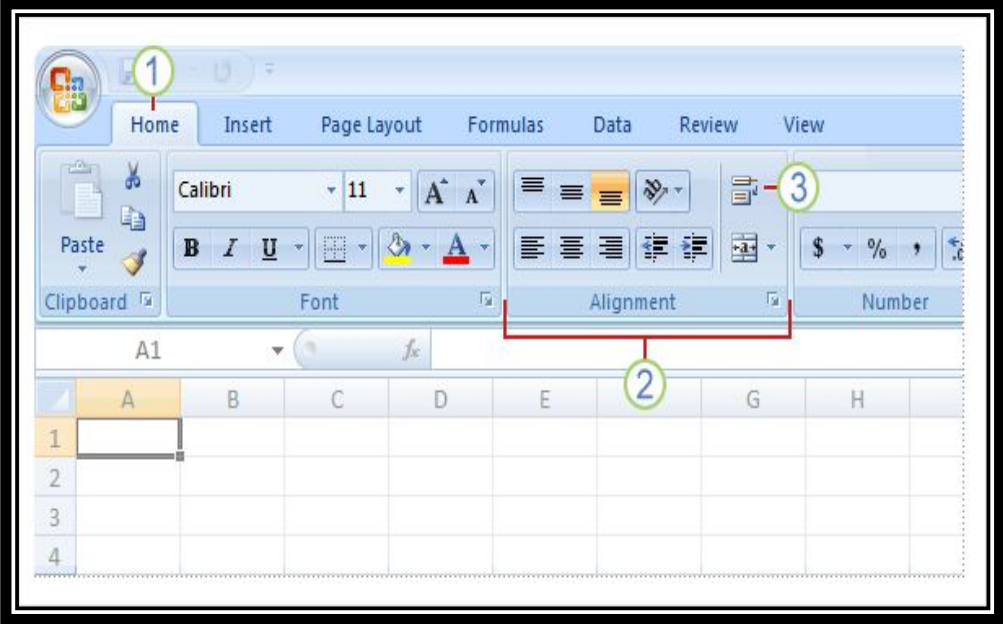 1
Home Insert Page Layout Formulas Data Review View
Calibri 11 A A 3
Paste B I U A a $ % ,
Clipboard Font Alignment Number
A1 fx
2
A B C D E G H
1
2
3
4